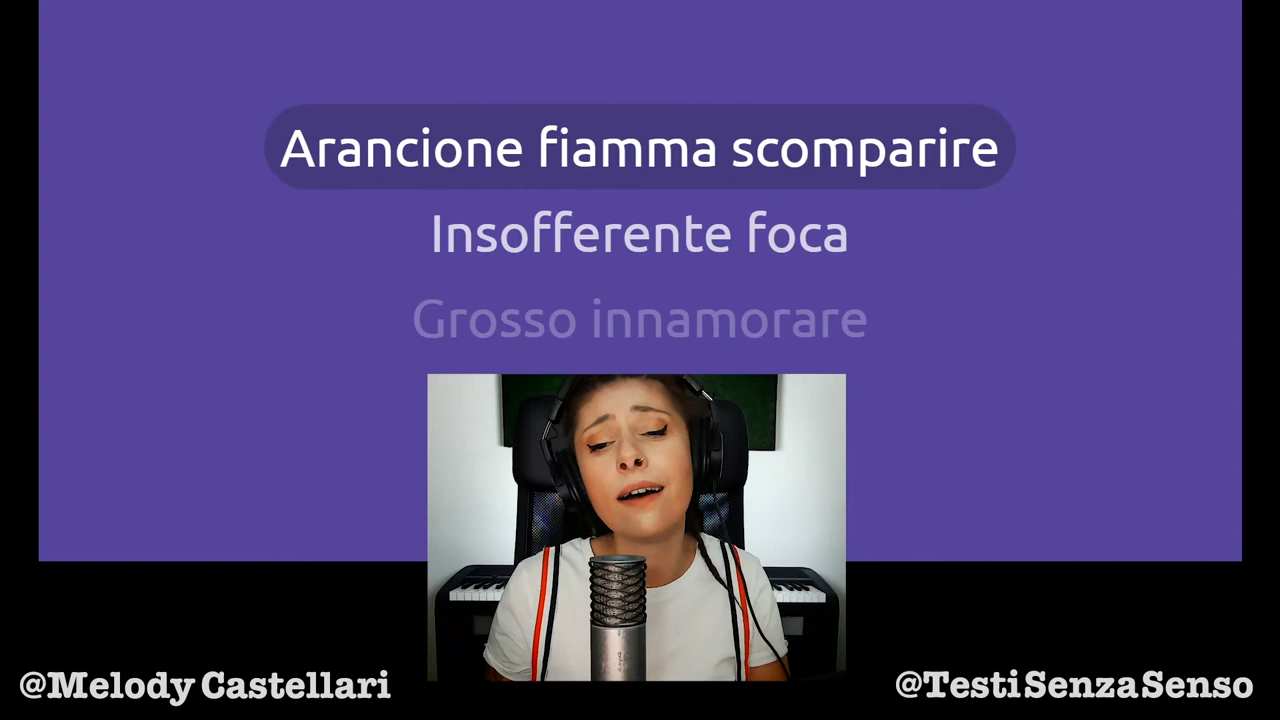 Arancione fiamma scomparire
Insofferente foca
Grosso innamorare
@Melody Castellari
@TestiSenzaSenso